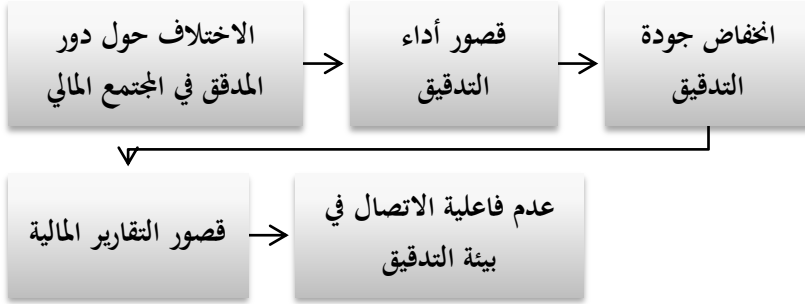 الاختلاف حول دور
المدقق في المجتمع المالي
قصور أداء
التدقيق
انخفاض جودة
التدقيق
قصور التقارير المالية
عدم فاعلية الاتصال في
بيئة التدقيق